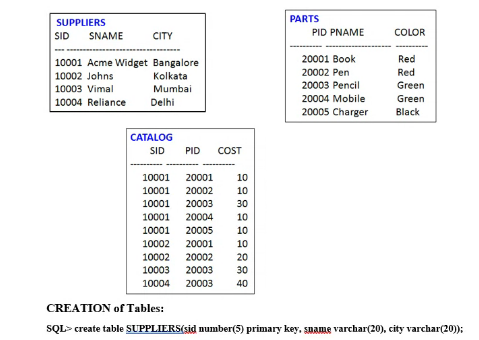 SUPPLIERS
SID SNAME CITY
--- ------------------------------------
10001 Acme Widget Bangalore
10002 Johns Kolkata
10003 Vimal Mumbai
10004 Reliance Delhi
PARTS
PID PNAME COLOR
---------- -------------------- ----------
20001 Book Red
20002 Pen Red
20003 Pencil Green
20004 Mobile Green
20005 Charger Black
CATALOG
SID PID COST
---------- ---------- ----------
10001 20001 10
10001 20002 10
10001 20003 30
10001 20004 10
10001 20005 10
10002 20001 10
10002 20002 20
10003 20003 30
10004 20003 40
CREATION of Tables:
SQL> create table SUPPLIERS(sid number(5) primary key, sname varchar(20), city varchar(20));